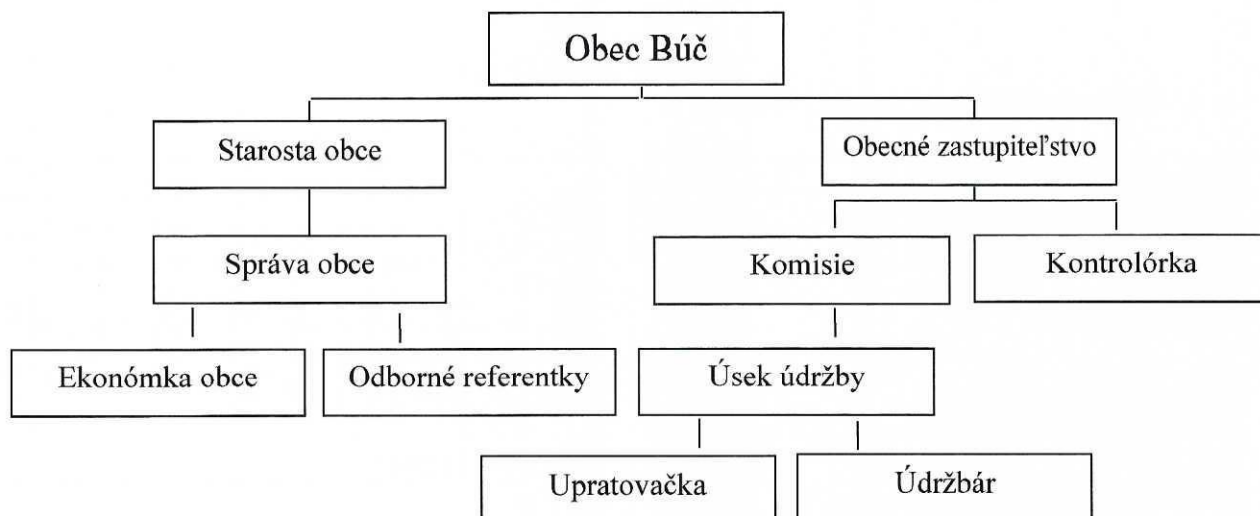 Obec Búč
Starosta obce
Obecné zastupiteľstvo
Správa obce
Komisie
Kontrolórka
Ekonómka obce
Odborné referentky
Úsek údržby
Upratovačka
Údržbár